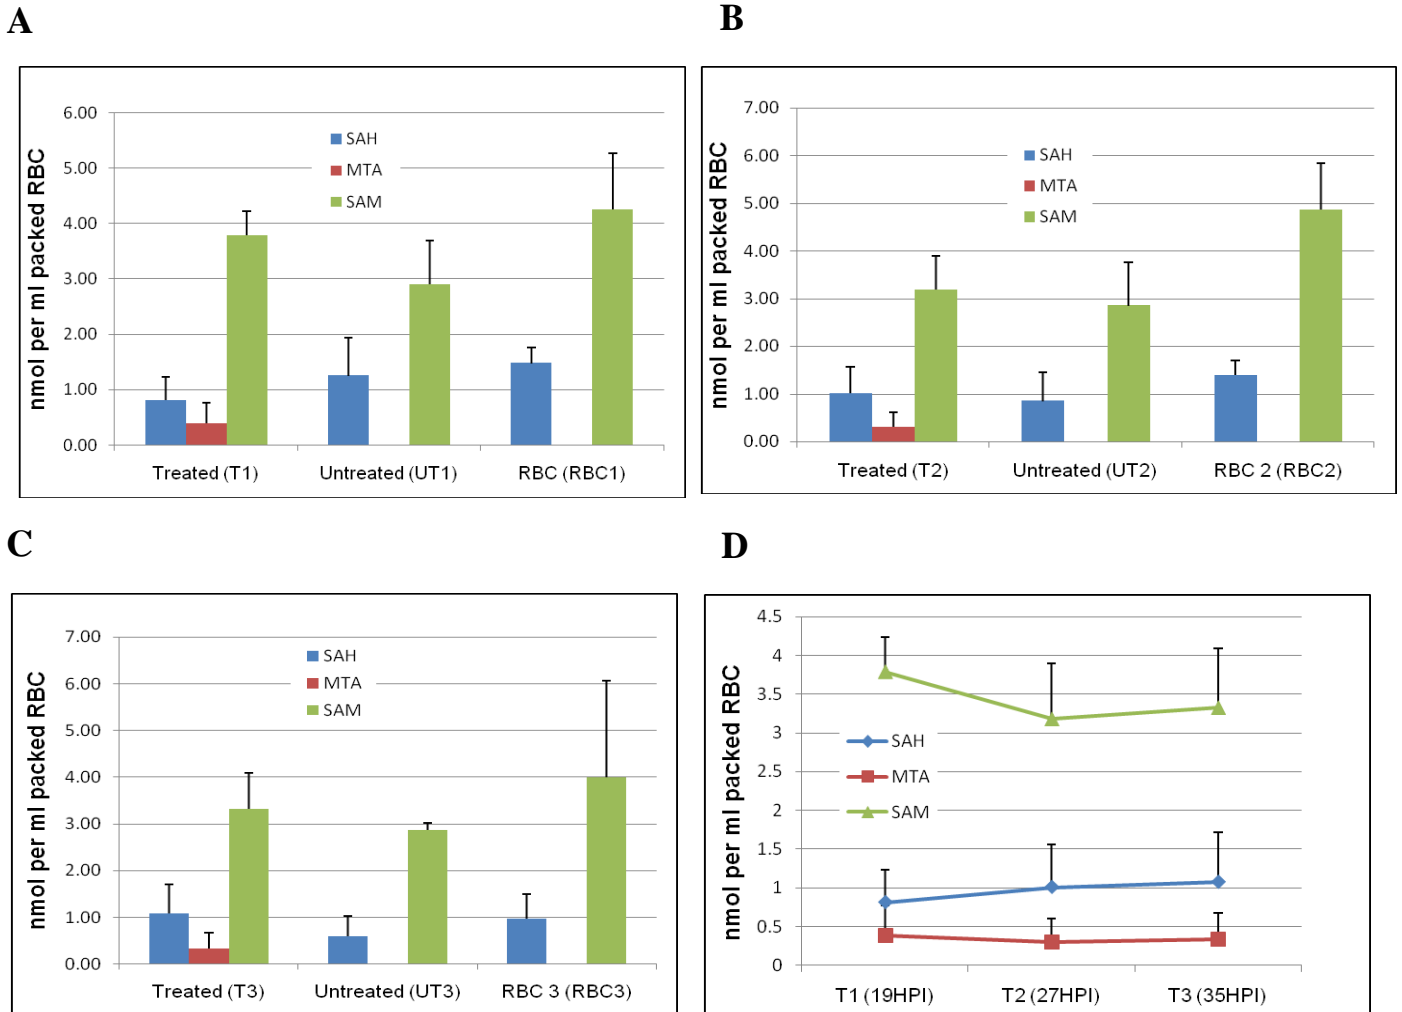 A
nmol per ml packed RBC
6.00
5.00
4.00
3.00
2.00
1.00
0.00
SAH
MTA
SAM
Treated (T1)
Untreated (UT1)
RBC (RBC1)
B
nmol per ml packed RBC
7.00
6.00
5.00
4.00
3.00
2.00
1.00
0.00
SAH
MTA
SAM
Treated (T2)
Untreated (UT2)
RBC 2 (RBC2)
C
nmol per ml packed RBC
7.00
6.00
5.00
4.00
3.00
2.00
1.00
0.00
SAH
MTA
SAM
Treated (T3)
Untreated (UT3)
RBC 3 (RBC3)
D
nmol per ml packed RBC
4.5
4
3.5
3
2.5
2
1.5
1
0.5
0
SAH
MTA
SAM
T1 (19HPI)
T2 (27HPI)
T3 (35HPI)